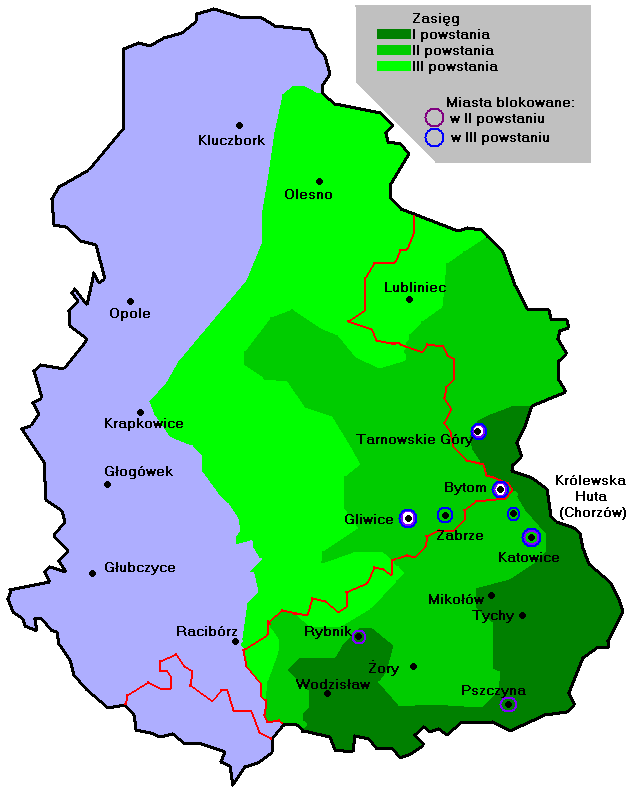 Zasięg
I powstania
II powstania
III powstania
Miasta blokowane:
w II powstaniu
w III powstaniu
Kluczbork
Olesno
Lubliniec
Opole
Krapkowice
Tarnowskie Góry
Głogówek
Bytom
Królewska
Huta
(Chorzów)
Gliwice
Zabrze
Katowice
Głubczyce
Mikołów
Tychy
Racibórz
Rybnik
Żory
Wodzisław
Pszczyna